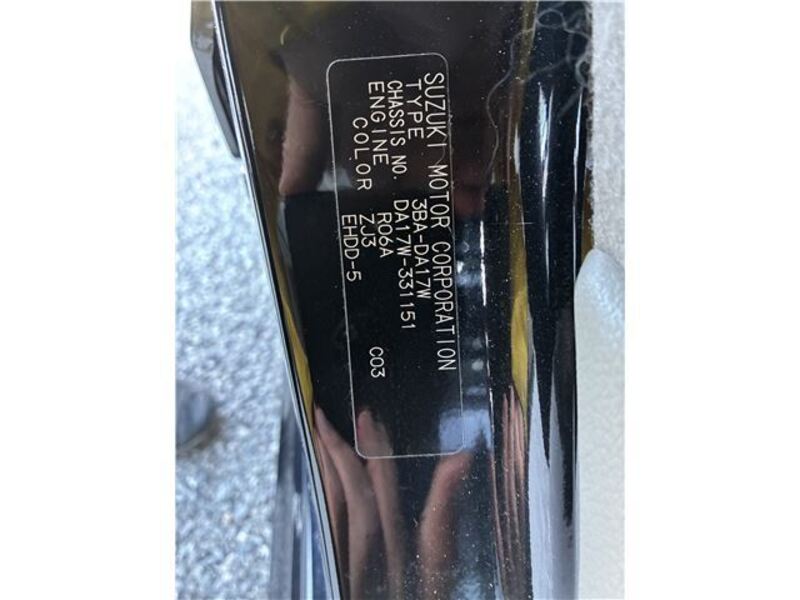 SUZUKI MOTOR CORPORATION
TYPE 3BA-DA17W
CHASSIS NO. DA17W-331151
ENGINE R06A
COLOR ZJ3 C03
EHDD-5